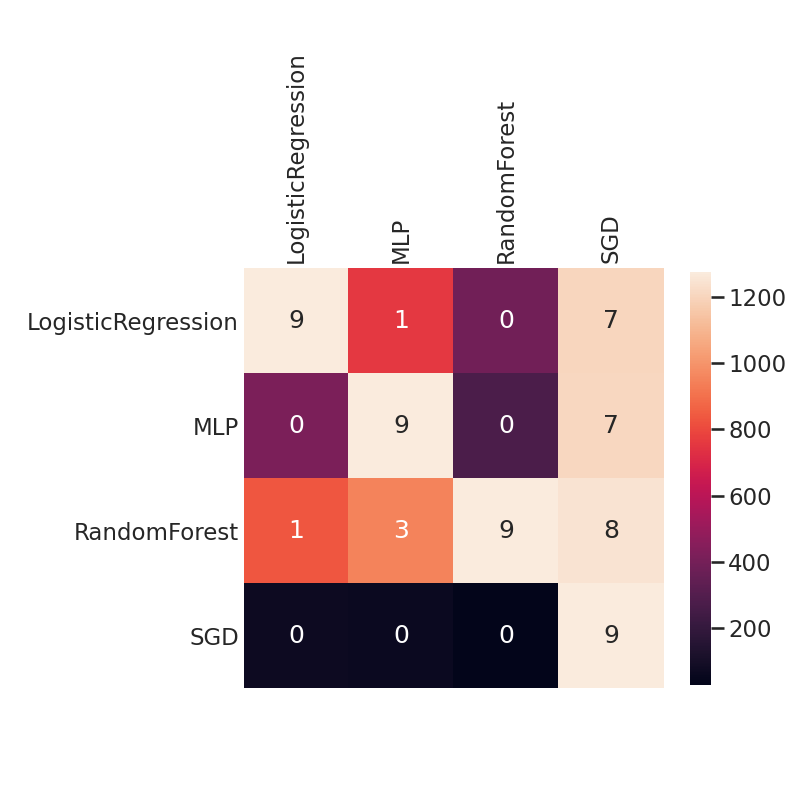 LogisticRegression MLP RandomForest SGD
LogisticRegression 9 1 0 7
MLP 0 9 0 7
RandomForest 1 3 9 8
SGD 0 0 0 9
1200
1000
800
600
400
200